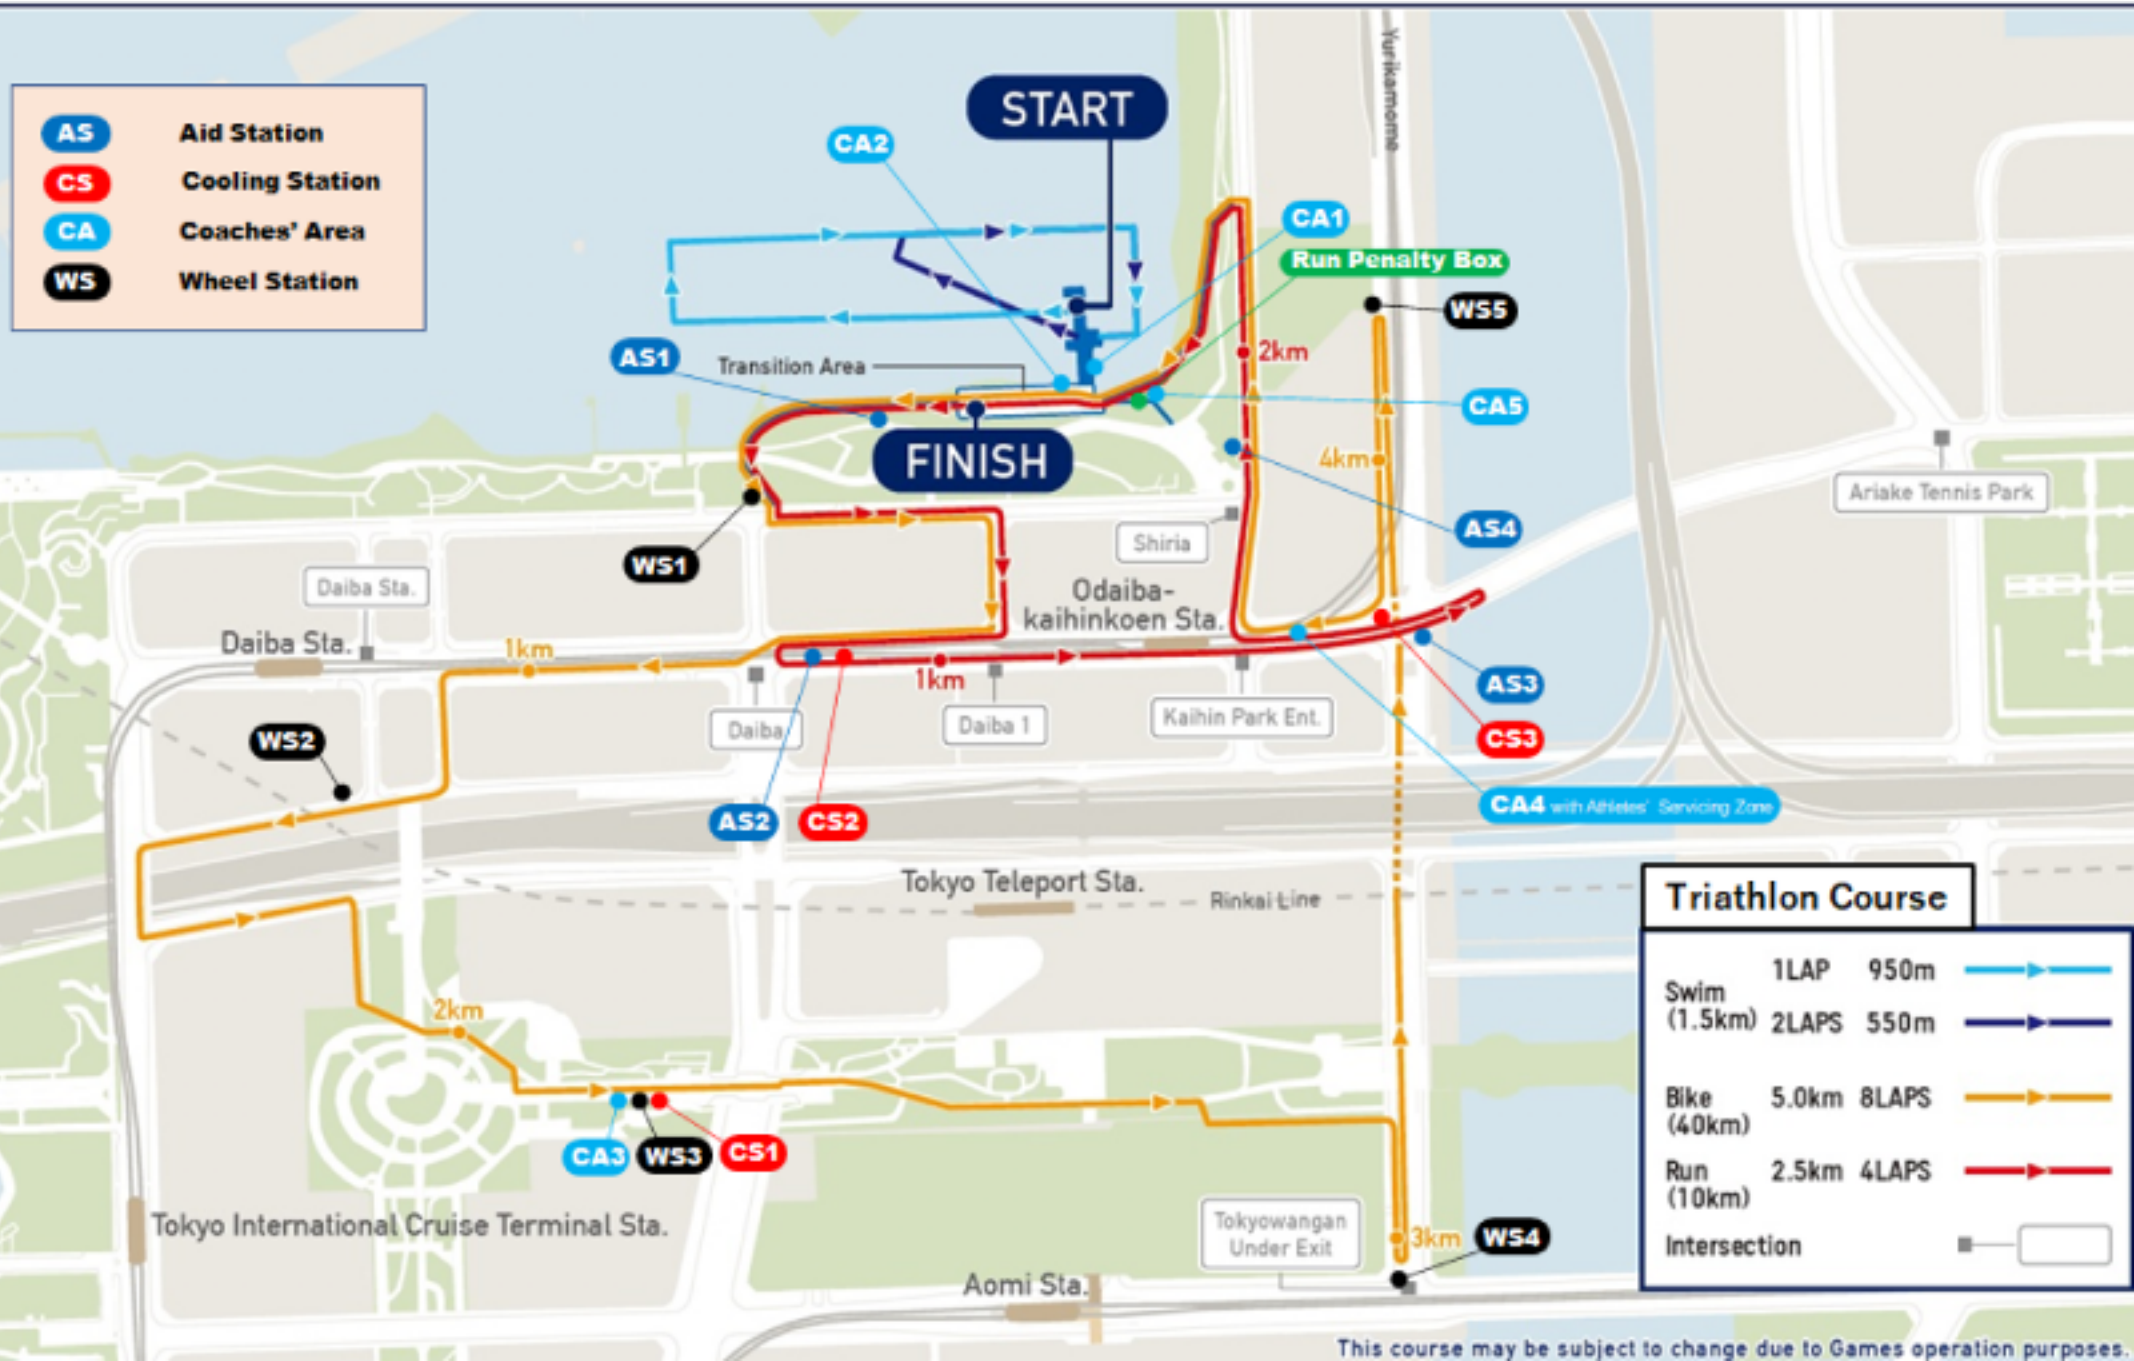 AS Aid Station
CS Cooling Station
CA Coaches' Area
WS Wheel Station
START
CA2
Yurikamome
CA1
Run Penalty Box
WS5
AS1
Transition Area
2km
CA5
FINISH
4km
Ariake Tennis Park
AS4
Shiria
WS1
Daiba Sta.
Odaiba-
kaihinkoen Sta.
Daiba Sta.
1km
1km
AS3
Daiba
Daiba 1
Kaihin Park Ent.
WS2
CS3
AS2
CS2
CA4 with Athletes' Servicing Zone
Tokyo Teleport Sta.
Rinkai Line
2km
CA3
WS3
CS1
Tokyo International Cruise Terminal Sta.
Tokyowangan
Under Exit
3km
WS4
Aomi Sta.
Triathlon Course
Swim
(1.5km)
1LAP 950m
2LAPS 550m
Bike
(40km)
5.0km 8LAPS
Run
(10km)
2.5km 4LAPS
Intersection
This course may be subject to change due to Games operation purposes.